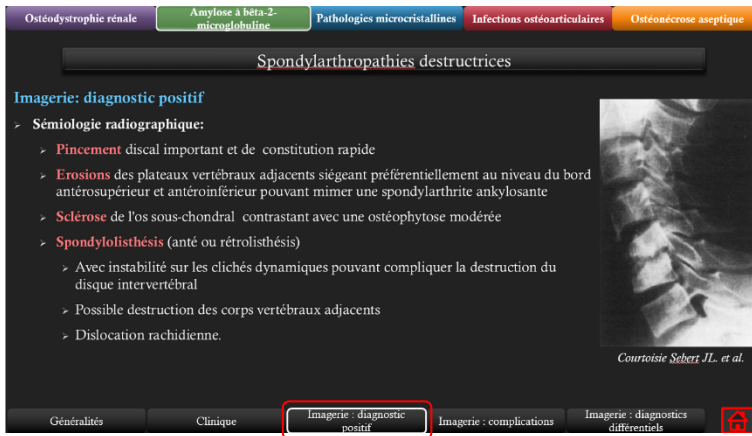 Ostéodystrophie rénale
Amylose à bêta-2-
microglobuline
Pathologies microcristallines
Infections ostéoarticulaires
Ostéonécrose aseptique
Spondylarthropathies destructrices
Imagerie: diagnostic positif
➢ Sémiologie radiographique:
➢ Pincement discal important et de constitution rapide
➢ Erosions des plateaux vertébraux adjacents siégeant préférentiellement au niveau du bord
antérosupérieur et antéroinférieur pouvant mimer une spondylarthrite ankylosante
➢ Sclérose de l'os sous-chondral contrastant avec une ostéophytose modérée
➢ Spondylolisthésis (anté ou rétrolisthésis)
➢ Avec instabilité sur les clichés dynamiques pouvant compliquer la destruction du
disque intervertébral
➢ Possible destruction des corps vertébraux adjacents
➢ Dislocation rachidienne.
Courtoisie Sebert JL. et al.
Généralités
Clinique
Imagerie : diagnostic
positif
Imagerie : complications
Imagerie : diagnostics
différentiels